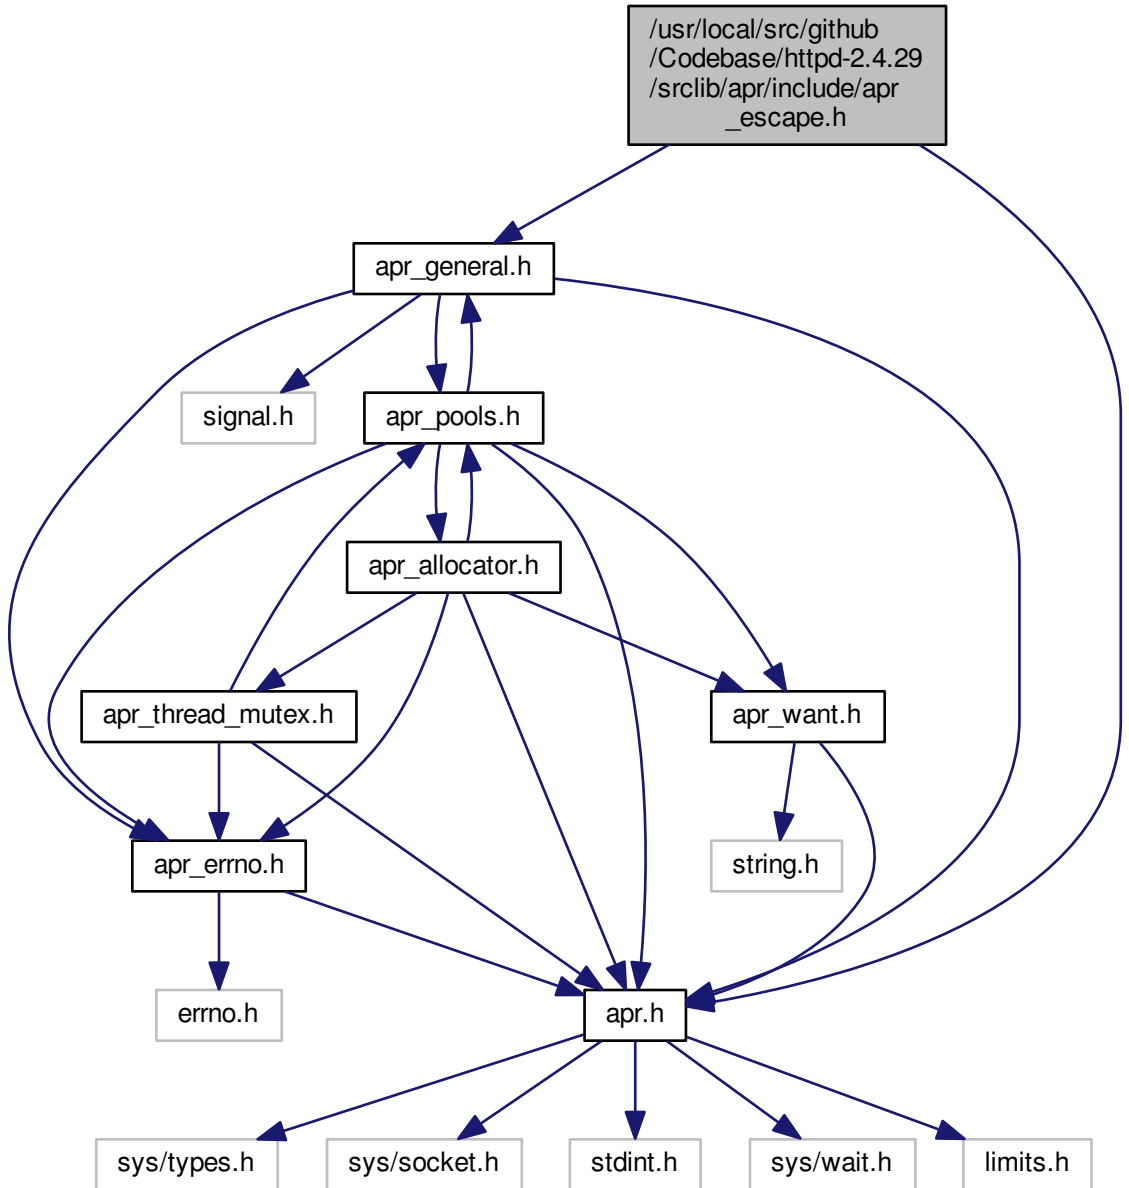 /usr/local/src/github
/Codebase/httpd-2.4.29
/srclib/apr/include/apr
_escape.h
apr_general.h
signal.h
apr_pools.h
apr_allocator.h
apr_thread_mutex.h
apr_want.h
apr_errno.h
string.h
errno.h
apr.h
sys/types.h
sys/socket.h
stdint.h
sys/wait.h
limits.h